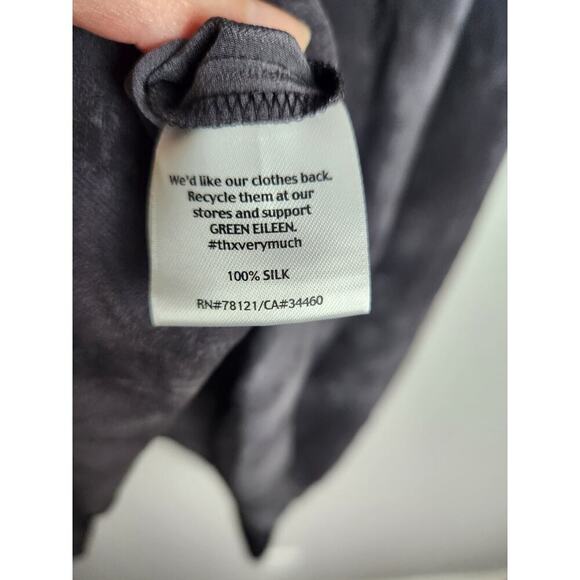 We'd like our clothes back.
Recycle them at our
stores and support
GREEN EILEEN.
#thxverymuch
100% SILK
RN#78121/CA#34460